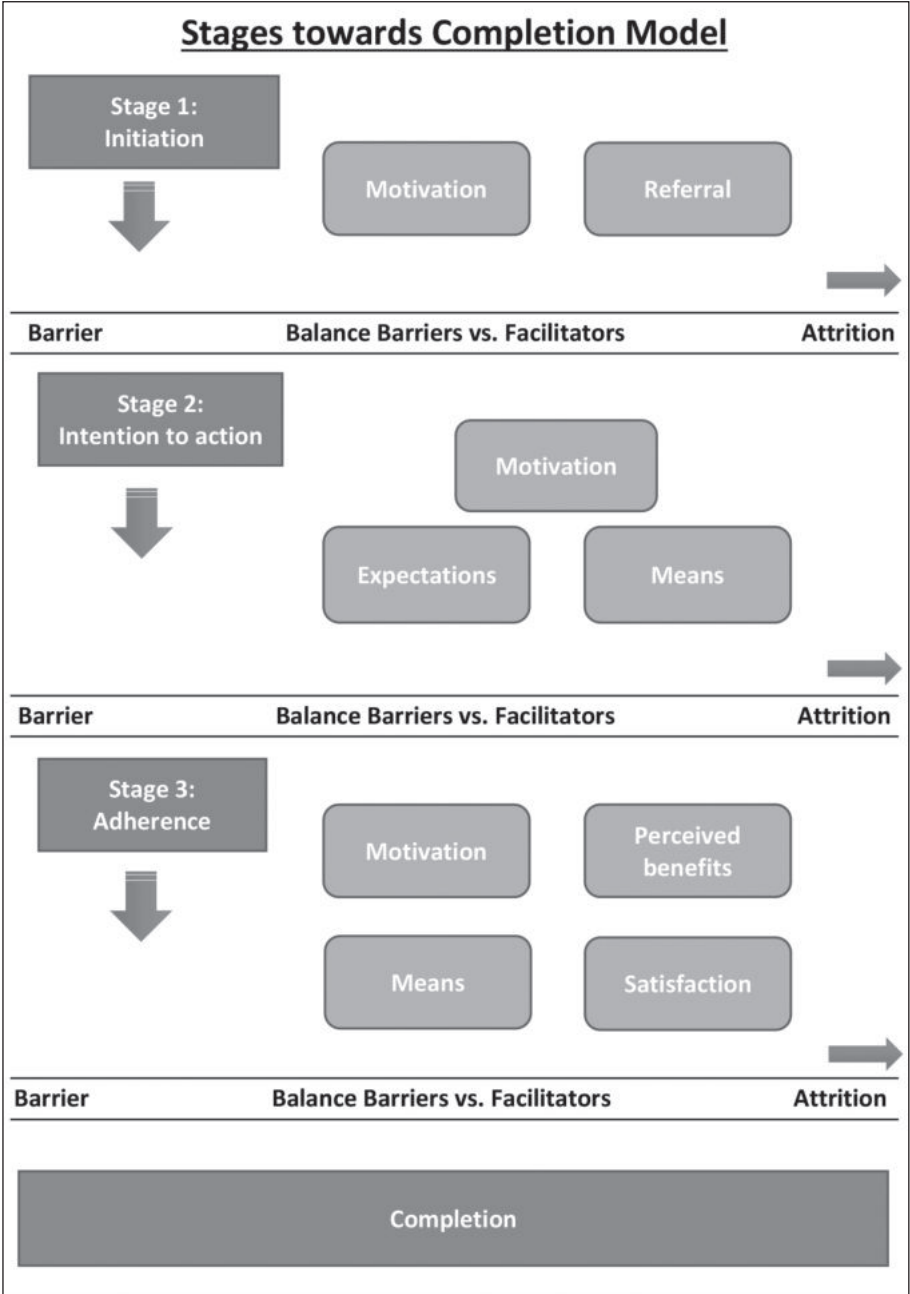 Stages towards Completion Model
Stage 1:
Initiation
Motivation
Referral
Barrier
Balance Barriers vs. Facilitators
Attrition
Stage 2:
Intention to action
Motivation
Expectations
Means
Barrier
Balance Barriers vs. Facilitators
Attrition
Stage 3:
Adherence
Motivation
Perceived
benefits
Means
Satisfaction
Barrier
Balance Barriers vs. Facilitators
Attrition
Completion